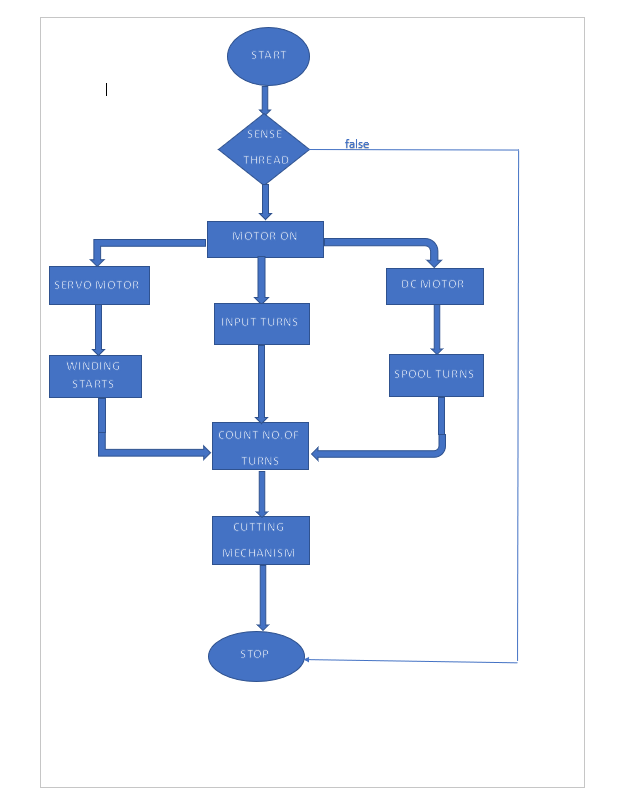 START
SENSE
THREAD
false
MOTOR ON
SERVO MOTOR
INPUT TURNS
DC MOTOR
WINDING
STARTS
SPOOL TURNS
COUNT NO.OF
TURNS
CUTTING
MECHANISM
STOP